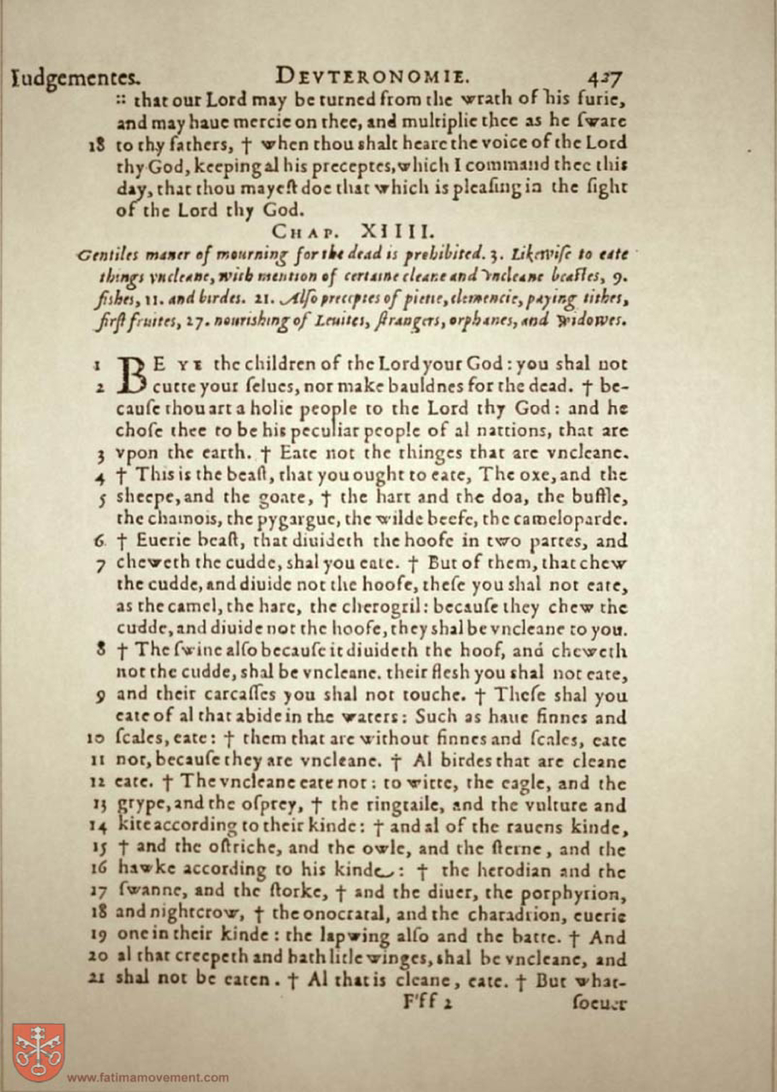 Iudgementes. DEVTERONOMIE. 427
:: that our Lord may be turned from the wrath of his furie,
and may haue mercie on thee, and multiplie thee as he ſware
18 to thy fathers, † when thou shalt heare the voice of the Lord
thy God, keeping al his preceptes, which I command thee this
day, that thou mayeſt doe that which is pleaſing in the ſight
of the Lord thy God.
CHAP. XIIII.
Gentiles maner of mourning for the dead is prohibited. 3. Likewiſe to eate
things vncleane, with mention of certaine cleane and vncleane beaſtes, 9.
fishes, 11. and birdes. 21. Alſo preceptes of pietie, clemencie, paying tithes,
firſt fruites, 27. nourishing of Leuites, ſtrangers, orphanes, and widowes.
1 BE YE the children of the Lord your God: you shal not
2 cutte your ſelues, nor make bauldnes for the dead. † be-
cauſe thou art a holie people to the Lord thy God: and he
choſe thee to be his peculiar people of al nations, that are
3 vpon the earth. † Eate not the thinges that are vncleane.
4 † This is the beaſt, that you ought to eate, The oxe, and the
5 sheepe, and the goate, † the hart and the doa, the buffle,
the chamois, the pygargue, the wilde beefe, the cameloparde.
6. † Euerie beaſt, that diuideth the hoofe in two partes, and
7 cheweth the cudde, shal you eate. † But of them, that chew
the cudde, and diuide not the hoofe, theſe you shal not eate,
as the camel, the hare, the cherogril: becauſe they chew the
cudde, and diuide not the hoofe, they shal be vncleane to you.
8 † The ſwine alſo becauſe it diuideth the hoof, and cheweth
not the cudde, shal be vncleane. their flesh you shal not eate,
9 and their carcaſſes you shal not touche. † Theſe shal you
eate of al that abide in the waters: Such as haue finnes and
10 ſcales, eate: † them that are without finnes and ſcales, eate
11 not, becauſe they are vncleane. † Al birdes that are cleane
12 eate. † The vncleane eate not: to witte, the eagle, and the
13 grype, and the oſprey, † the ringtaile, and the vulture and
14 kite according to their kinde: † and al of the rauens kinde,
15 † and the oſtriche, and the owle, and the ſterne, and the
16 hawke according to his kinde: † the herodian and the
17 ſwanne, and the ſtorke, † and the diuer, the porphyrion,
18 and nightcrow, † the onocratal, and the charadrion, euerie
19 one in their kinde: the lapwing alſo and the batte. † And
20 al that creepeth and hath litle winges, shal be vncleane, and
21 shal not be eaten. † Al that is cleane, eate. † But what-
Fff 2 ſoeuer
www.fatimamovement.com